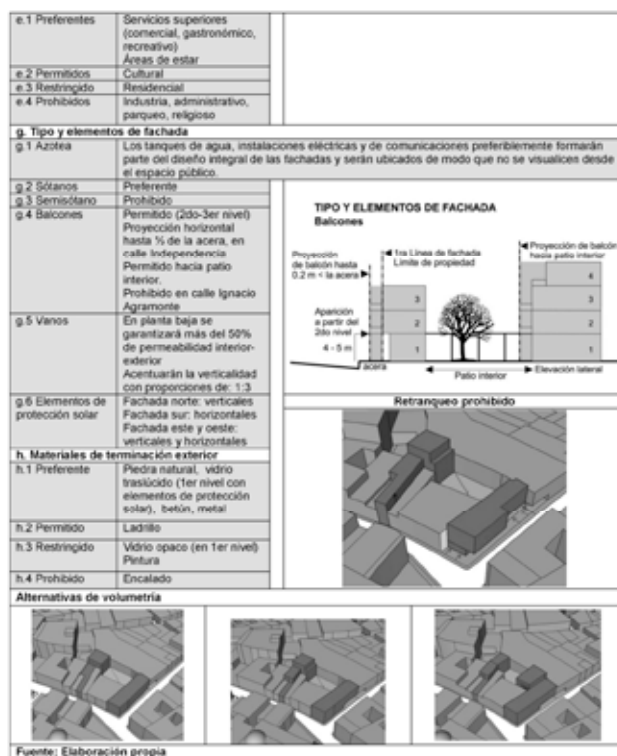 e.1 Preferentes
Servicios superiores
(comercial, gastronómico,
recreativo)
Áreas de estar
e.2 Permitidos
Cultural
e.3 Restringido
Residencial
e.4 Prohibidos
Industria, administrativo,
parqueo, religioso
g. Tipo y elementos de fachada
g.1 Azotea
Los tanques de agua, instalaciones eléctricas y de comunicaciones preferiblemente formarán
parte del diseño integral de las fachadas y serán ubicados de modo que no se visualicen desde
el espacio público.
g.2 Sótanos
Preferente
g.3 Semisótano
Prohibido
g.4 Balcones
Permitido (2do-3er nivel)
Proyección horizontal
hasta ⅓ de la acera, en
calle Independencia
Permitido hacia patio
interior.
Prohibido en calle Ignacio
Agramonte
g.5 Vanos
En planta baja se
garantizará más del 50%
de permeabilidad interior-
exterior
Acentuarán la verticalidad
con proporciones de: 1:3
g.6 Elementos de
protección solar
Fachada norte: verticales
Fachada sur: horizontales
Fachada este y oeste:
verticales y horizontales
h. Materiales de terminación exterior
h.1 Preferente
Piedra natural, vidrio
traslúcido (1er nivel con
elementos de protección
solar), betún, metal
h.2 Permitido
Ladrillo
h.3 Restringido
Vidrio opaco (en 1er nivel)
Pintura
h.4 Prohibido
Encalado
TIPO Y ELEMENTOS DE FACHADA
Balcones
Proyección
de balcón hasta
0.2 m < la acera
1ra Línea de fachada
Límite de propiedad
Proyección de balcón
hacia patio interior
Aparición
a partir del
2do nivel
4 - 5 m
3
2
1
4
3
2
1
acera
Patio interior
Elevación lateral
Retranqueo prohibido
Alternativas de volumetría
Fuente: Elaboración propia